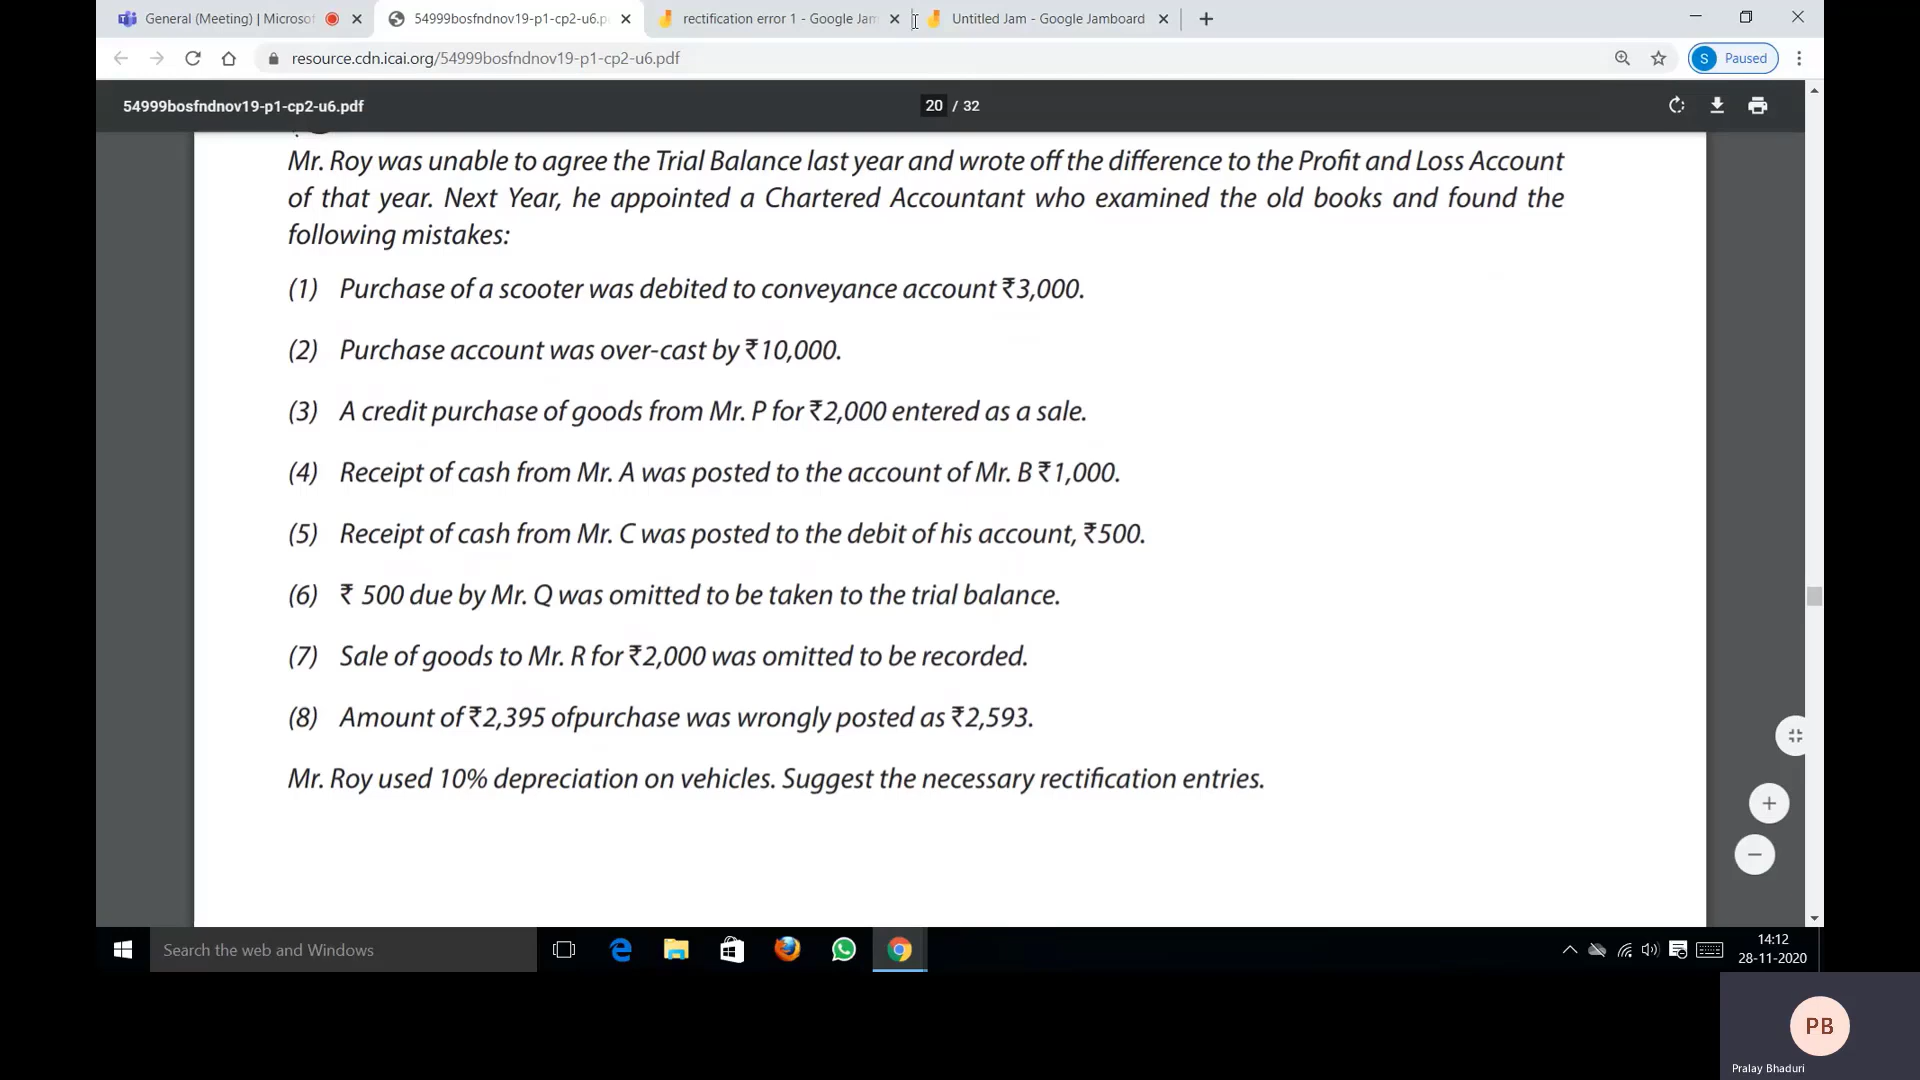 General (Meeting) | Microsof
54999bosfndnov19-p1-cp2-u6.p
rectification error 1 - Google Jam
Untitled Jam - Google Jamboard
resource.cdn.icai.org/54999bosfndnov19-p1-cp2-u6.pdf
S Paused
54999bosfndnov19-p1-cp2-u6.pdf
20 / 32
Mr. Roy was unable to agree the Trial Balance last year and wrote off the difference to the Profit and Loss Account
of that year. Next Year, he appointed a Chartered Accountant who examined the old books and found the
following mistakes:
(1) Purchase of a scooter was debited to conveyance account ₹3,000.
(2) Purchase account was over-cast by ₹10,000.
(3) A credit purchase of goods from Mr. P for ₹2,000 entered as a sale.
(4) Receipt of cash from Mr. A was posted to the account of Mr. B ₹1,000.
(5) Receipt of cash from Mr. C was posted to the debit of his account, ₹500.
(6) ₹ 500 due by Mr. Q was omitted to be taken to the trial balance.
(7) Sale of goods to Mr. R for ₹2,000 was omitted to be recorded.
(8) Amount of ₹2,395 ofpurchase was wrongly posted as ₹2,593.
Mr. Roy used 10% depreciation on vehicles. Suggest the necessary rectification entries.
Search the web and Windows
14:12
28-11-2020
PB
Pralay Bhaduri